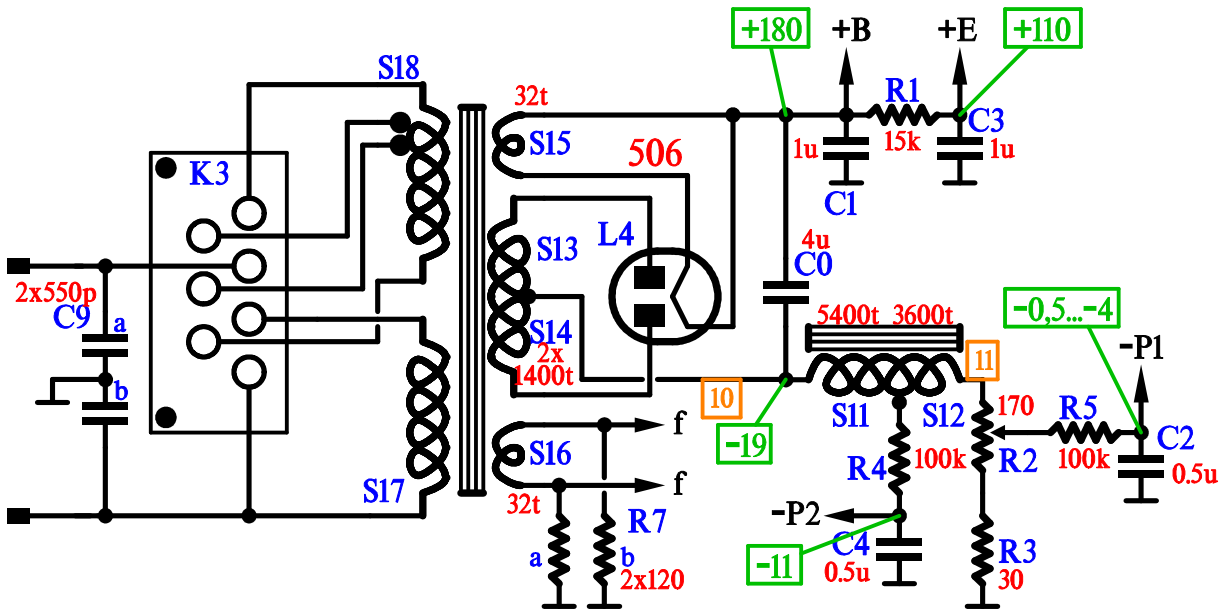 +180
+B
+E
+110
S18
32t
R1
C3
S15
506
1u
15k
1u
K3
C1
S13
L4
4u
C0
2x550p
C9
a
b
S14
2x
1400t
5400t 3600t
-0,5...-4
-P1
11
10
S11
S12
170
R5
C2
-19
R4
100k
R2
100k
0.5u
S16
f
f
S17
32t
R7
-P2
a
b
2x120
-11
C4
0.5u
R3
30